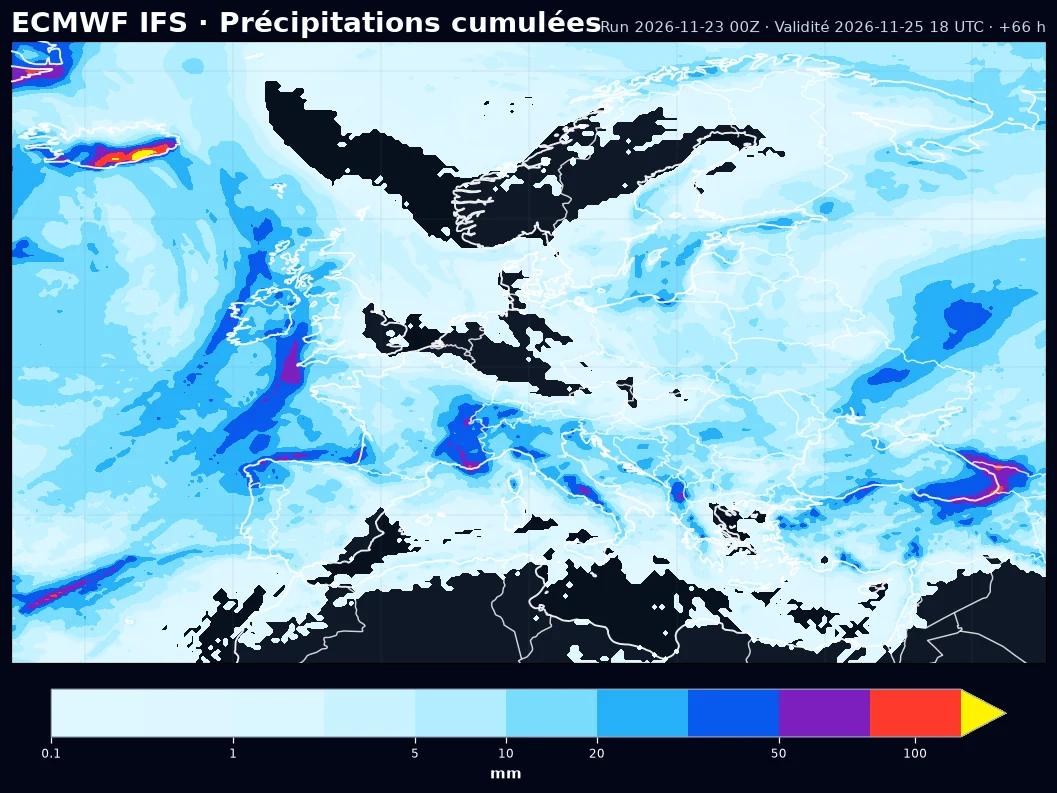 ECMWF IFS · Précipitations cumulées
Run 2026-11-23 00Z · Validité 2026-11-25 18 UTC · +66 h
0.1 1 5 10 20 50 100
mm